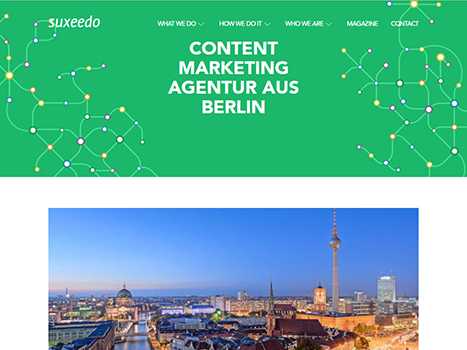 suxeedo
WHAT WE DO
HOW WE DO IT
WHO WE ARE
MAGAZINE
CONTACT
CONTENT
MARKETING
AGENTUR AUS
BERLIN